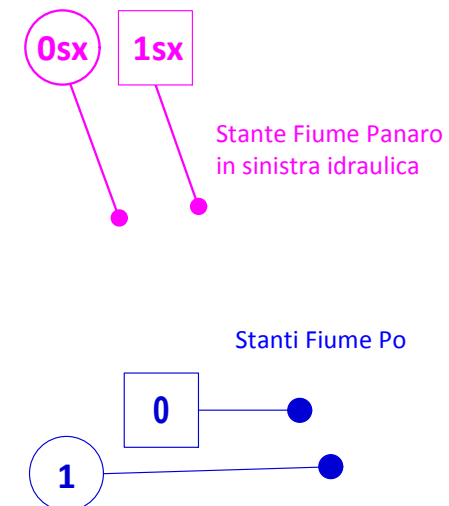 0sx 1sx
Stante Fiume Panaro
in sinistra idraulica
Stanti Fiume Po
0
1